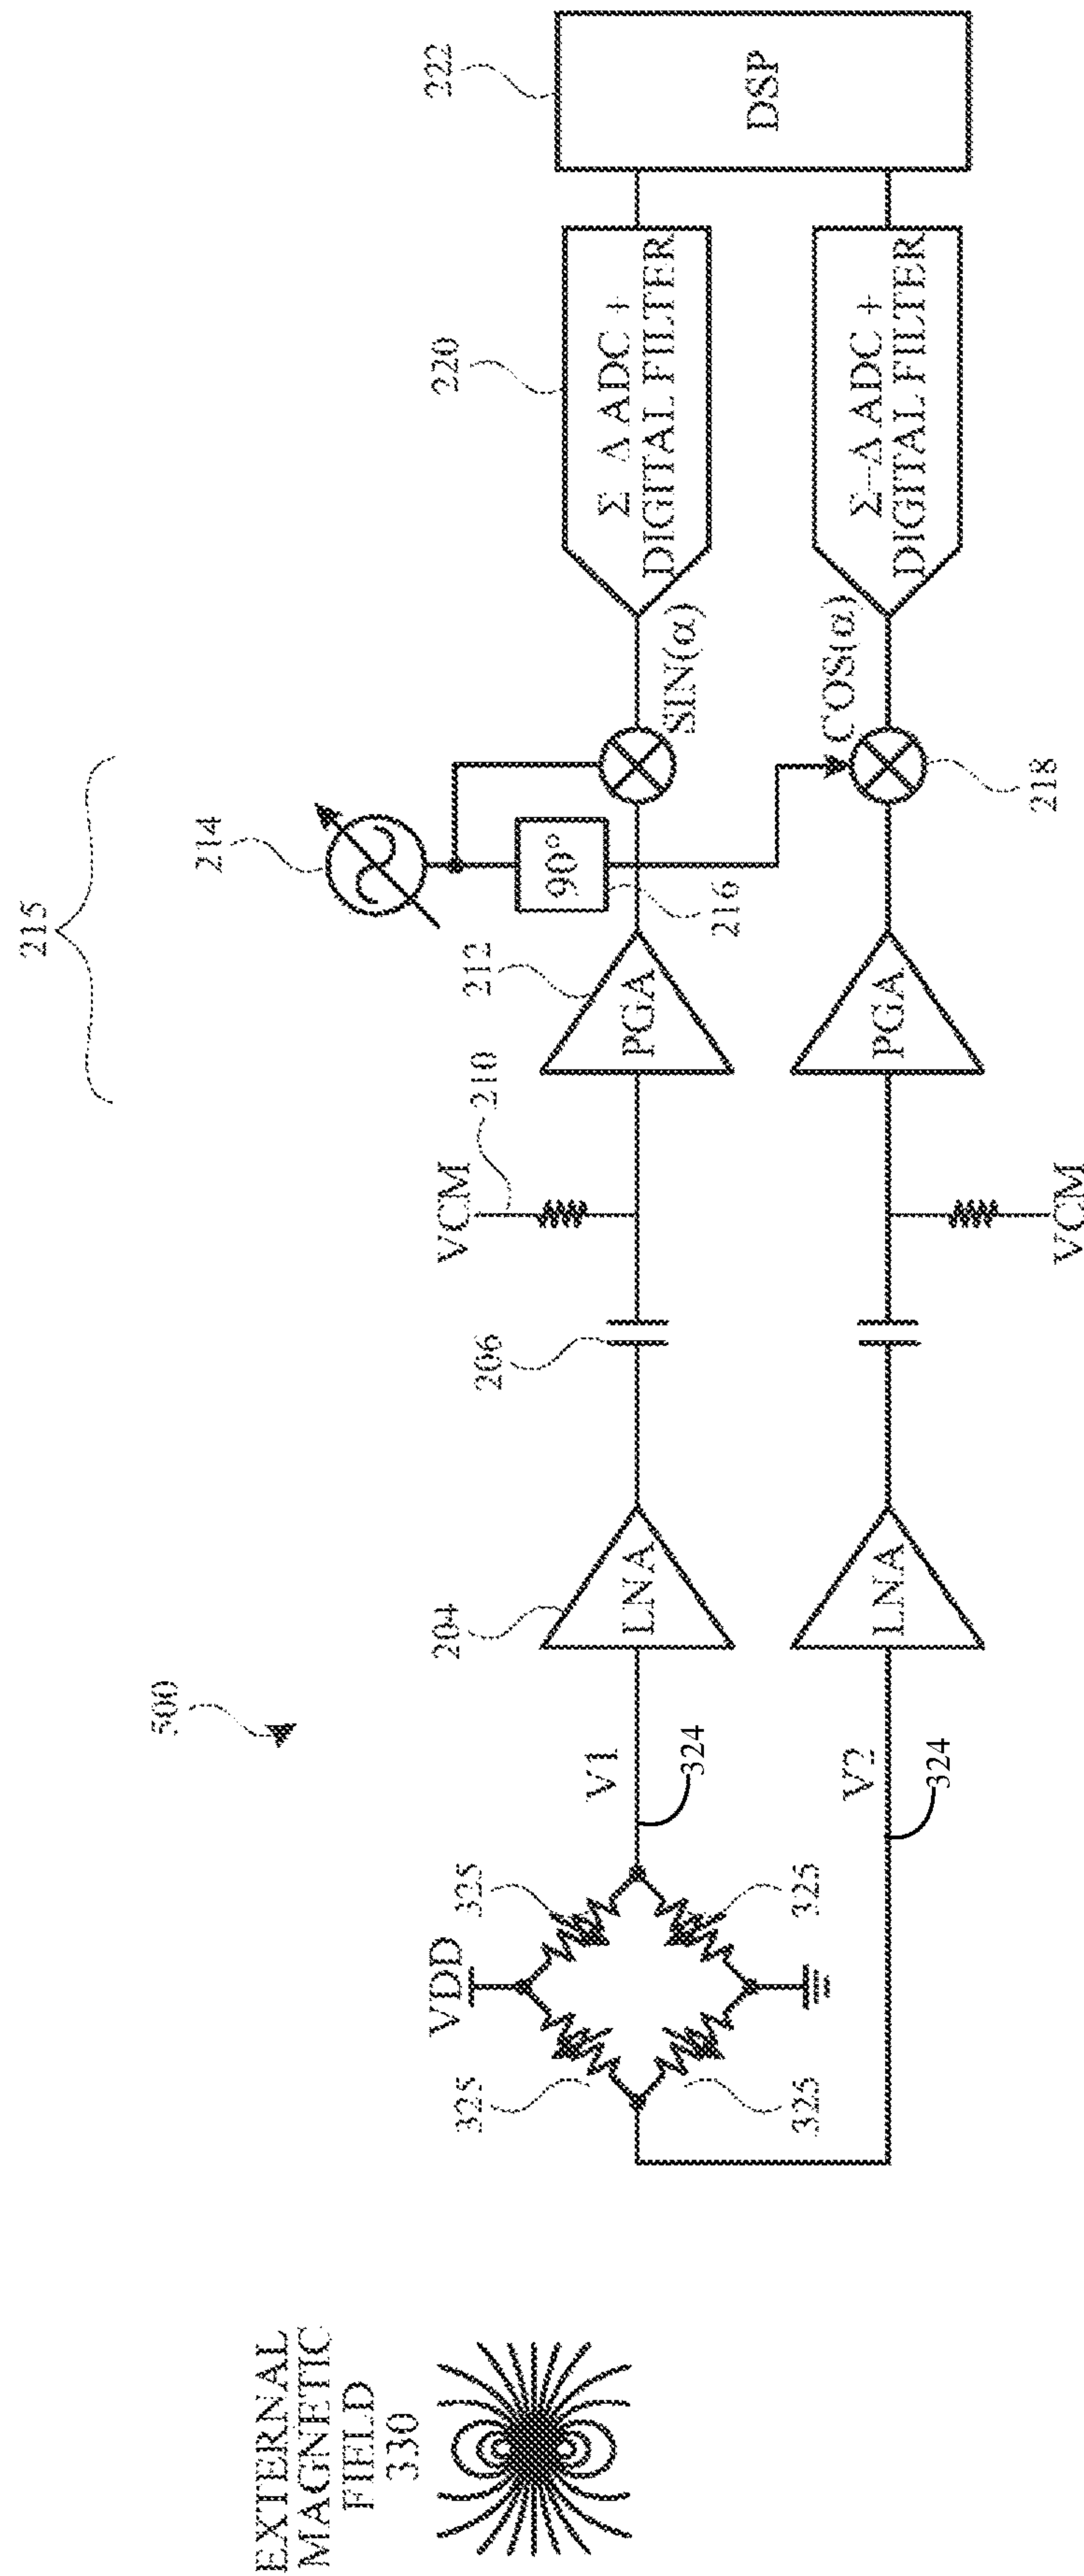 500
EXTERNAL
MAGNETIC
FIELD
330
VDD
325
325
325
325
V1
324
V2
324
204
LNA
LNA
206
VCM
210
VCM
215
212
PGA
PGA
214
90°
216
218
SIN(α)
COS(α)
220
Σ Δ ADC +
DIGITAL FILTER
Σ-Δ ADC +
DIGITAL FILTER
222
DSP